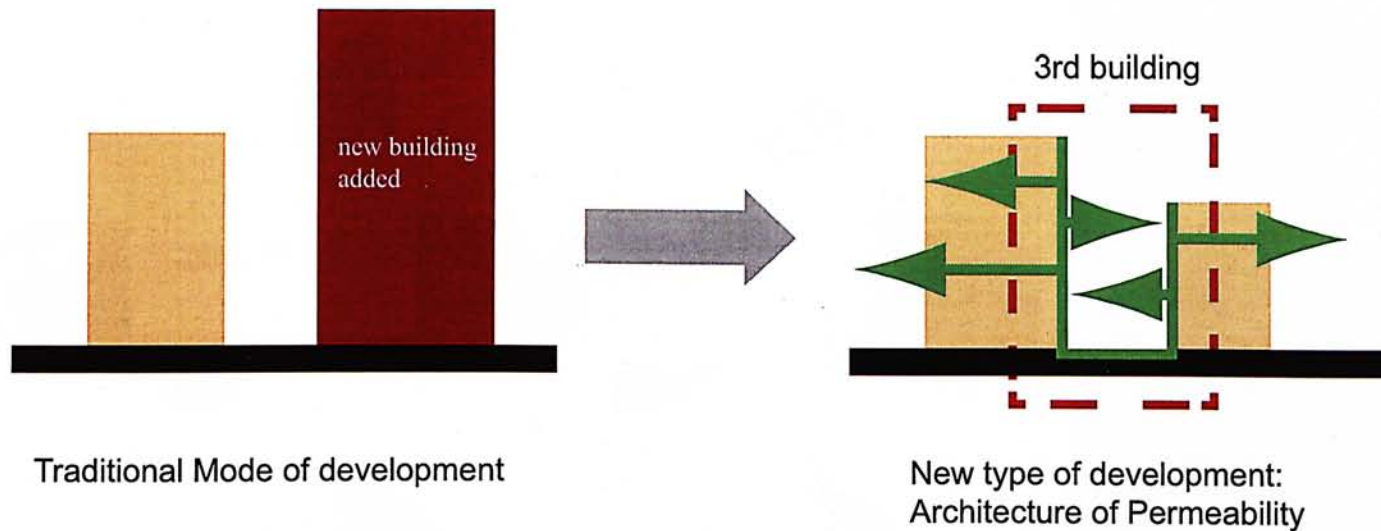 new building
added
3rd building
Traditional Mode of development
New type of development:
Architecture of Permeability